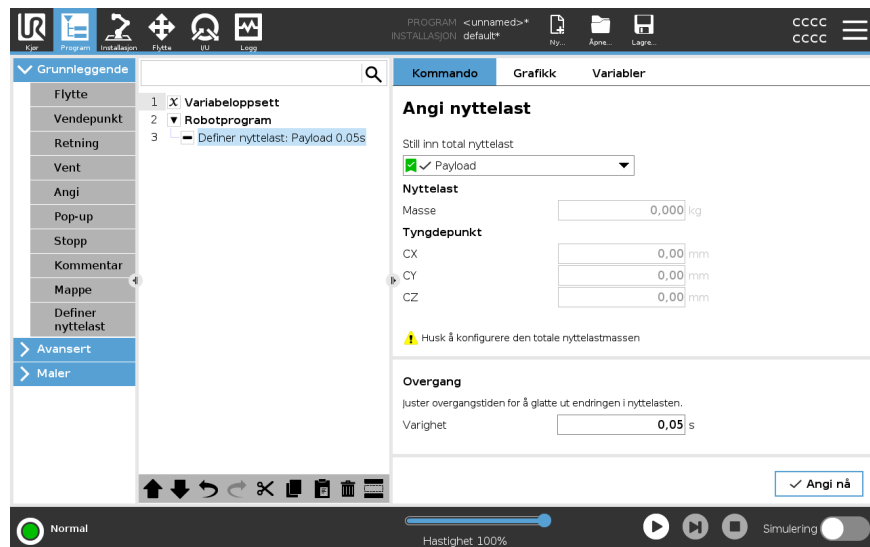 PROGRAM <unnamed>*
INSTALLASJON default*
cccc
cccc
Kjør
Program
Installasjon
Flytte
I/U
Logg
Ny...
Åpne...
Lagre...
Grunnleggende
Flytte
Vendepunkt
Retning
Vent
Angi
Pop-up
Stopp
Kommentar
Mappe
Definer
nyttelast
Avansert
Maler
1 X Variabeloppsett
2 Robotprogram
3 Definer nyttelast: Payload 0.05s
Kommando Grafikk Variabler
Angi nyttelast
Still inn total nyttelast
Payload
Nyttelast
Masse 0,000 kg
Tyngdepunkt
CX 0,00 mm
CY 0,00 mm
CZ 0,00 mm
Husk å konfigurere den totale nyttelastmassen
Overgang
Juster overgangstiden for å glatte ut endringen i nyttelasten.
Varighet 0,05 s
Angi nå
Normal
Hastighet 100%
Simulering